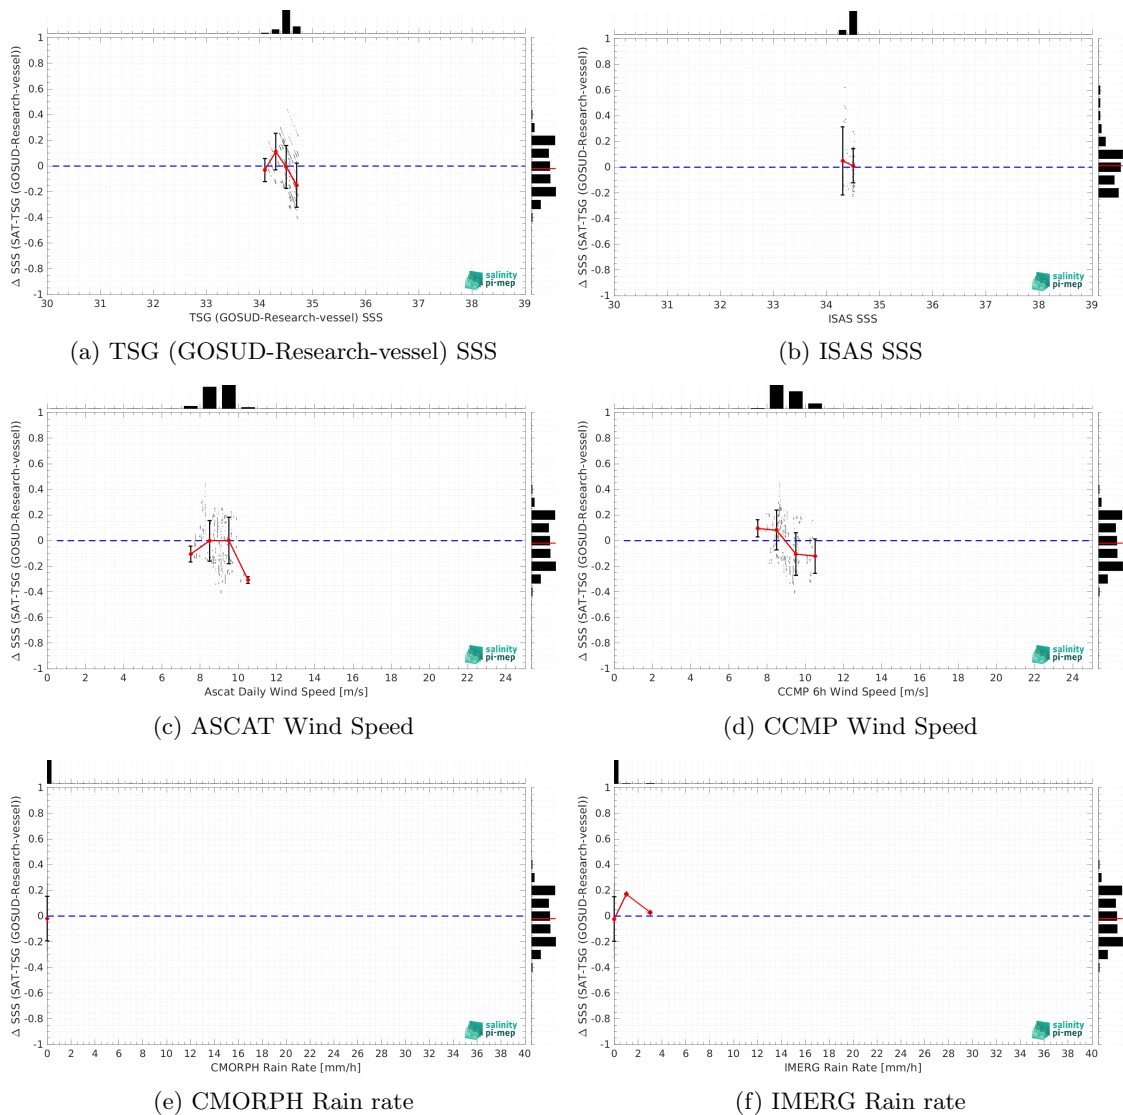 1
0.8
0.6
0.4
0.2
0
-0.2
-0.4
-0.6
-0.8
-1
Δ SSS (SAT-TSG (GOSUD-Research-vessel))
30 31 32 33 34 35 36 37 38 39
TSG (GOSUD-Research-vessel) SSS
salinity
pi-mep
(a) TSG (GOSUD-Research-vessel) SSS
1
0.8
0.6
0.4
0.2
0
-0.2
-0.4
-0.6
-0.8
-1
Δ SSS (SAT-TSG (GOSUD-Research-vessel))
30 31 32 33 34 35 36 37 38 39
ISAS SSS
salinity
pi-mep
(b) ISAS SSS
1
0.8
0.6
0.4
0.2
0
-0.2
-0.4
-0.6
-0.8
-1
Δ SSS (SAT-TSG (GOSUD-Research-vessel))
0 2 4 6 8 10 12 14 16 18 20 22 24
Ascat Daily Wind Speed [m/s]
salinity
pi-mep
(c) ASCAT Wind Speed
1
0.8
0.6
0.4
0.2
0
-0.2
-0.4
-0.6
-0.8
-1
Δ SSS (SAT-TSG (GOSUD-Research-vessel))
0 2 4 6 8 10 12 14 16 18 20 22 24
CCMP 6h Wind Speed [m/s]
salinity
pi-mep
(d) CCMP Wind Speed
1
0.8
0.6
0.4
0.2
0
-0.2
-0.4
-0.6
-0.8
-1
Δ SSS (SAT-TSG (GOSUD-Research-vessel))
0 2 4 6 8 10 12 14 16 18 20 22 24 26 28 30 32 34 36 38 40
CMORPH Rain Rate [mm/h]
salinity
pi-mep
(e) CMORPH Rain rate
1
0.8
0.6
0.4
0.2
0
-0.2
-0.4
-0.6
-0.8
-1
Δ SSS (SAT-TSG (GOSUD-Research-vessel))
0 2 4 6 8 10 12 14 16 18 20 22 24 26 28 30 32 34 36 38 40
IMERG Rain Rate [mm/h]
salinity
pi-mep
(f) IMERG Rain rate